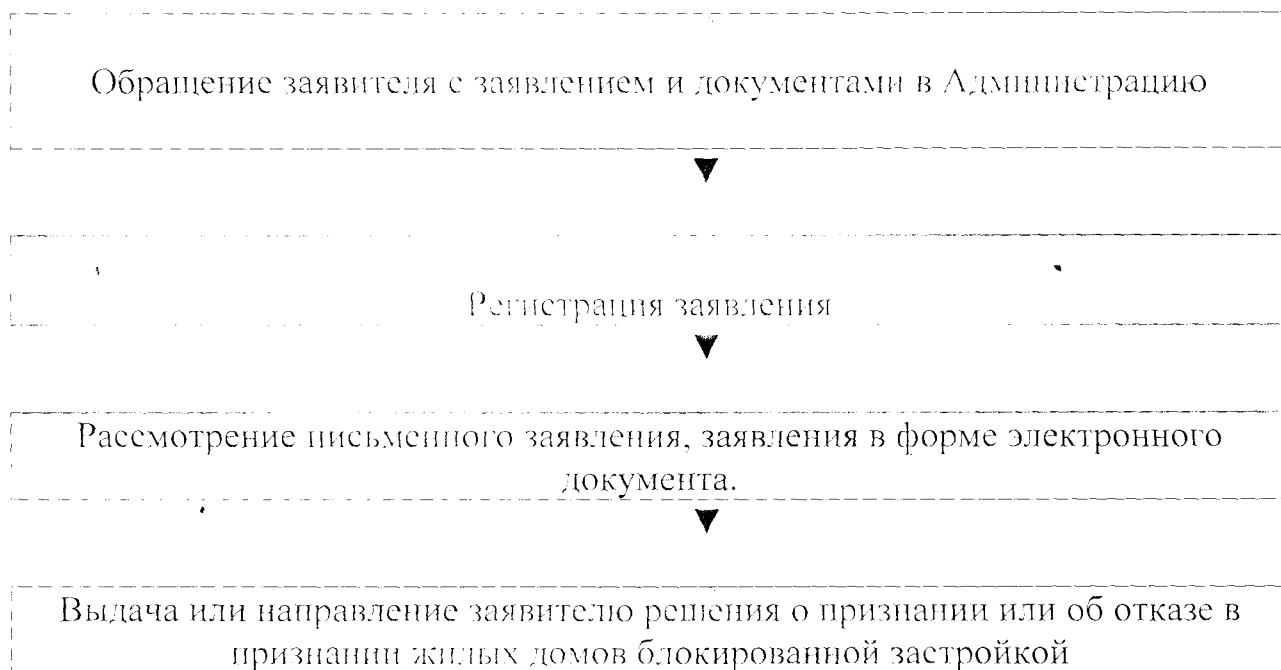 Обращение заявителя с заявлением и документами в Администрацию
Регистрация заявления
Рассмотрение письменного заявления, заявления в форме электронного
документа.
Выдача или направление заявителю решения о признании или об отказе в
признании жилых домов блокированной застройкой